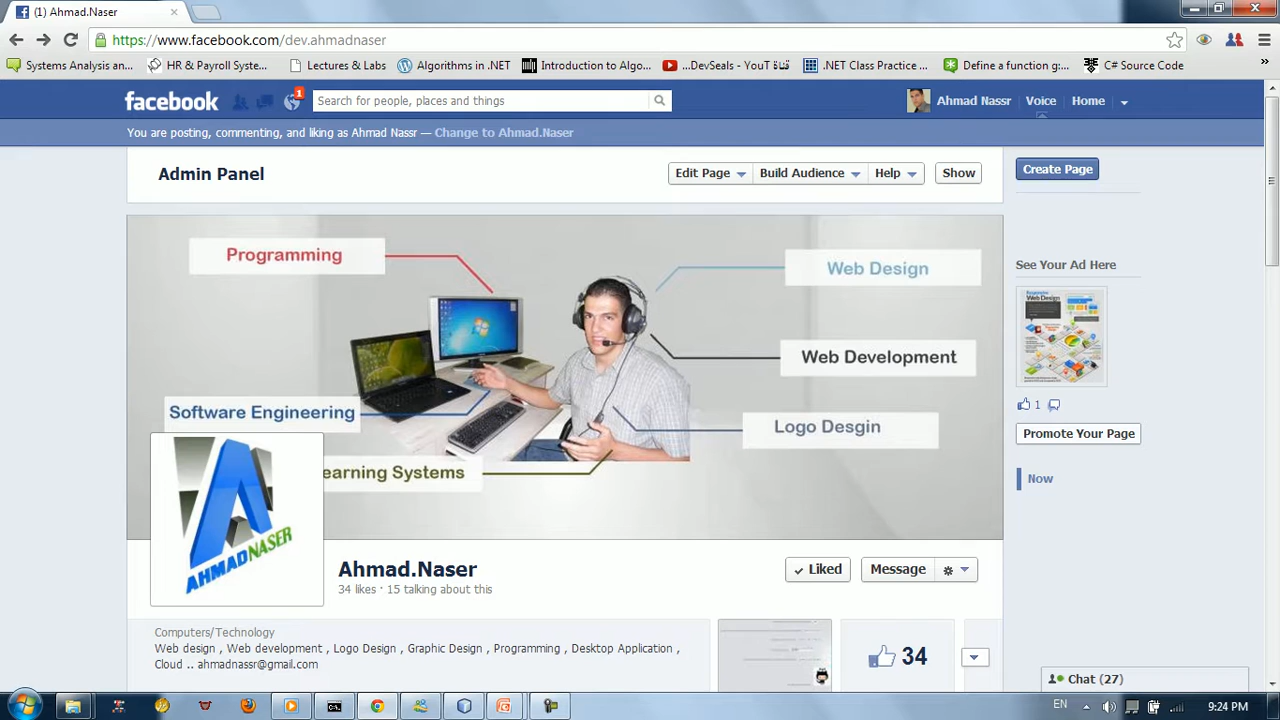 (1) Ahmad.Naser
https://www.facebook.com/dev.ahmadnaser
Systems Analysis an... HR & Payroll Syste... Lectures & Labs Algorithms in .NET Introduction to Algo... .NET Class Practice ... Define a function g:... C# Source Code »
facebook 1 Search for people, places and things Ahmad Nassr Voice Home
You are posting, commenting, and liking as Ahmad Nassr — Change to Ahmad.Naser
Admin Panel Edit Page Build Audience Help Show Create Page
Programming
Web Design
See Your Ad Here
Web Development
Software Engineering
1
Logo Desgin
Promote Your Page
earning Systems
Now
AHMADNASER
Ahmad.Naser Liked Message
34 likes · 15 talking about this
Computers/Technology
Web design , Web development , Logo Design , Graphic Design , Programming , Desktop Application ,
Cloud .. ahmadnassr@gmail.com
34
Chat (27)
EN 9:24 PM